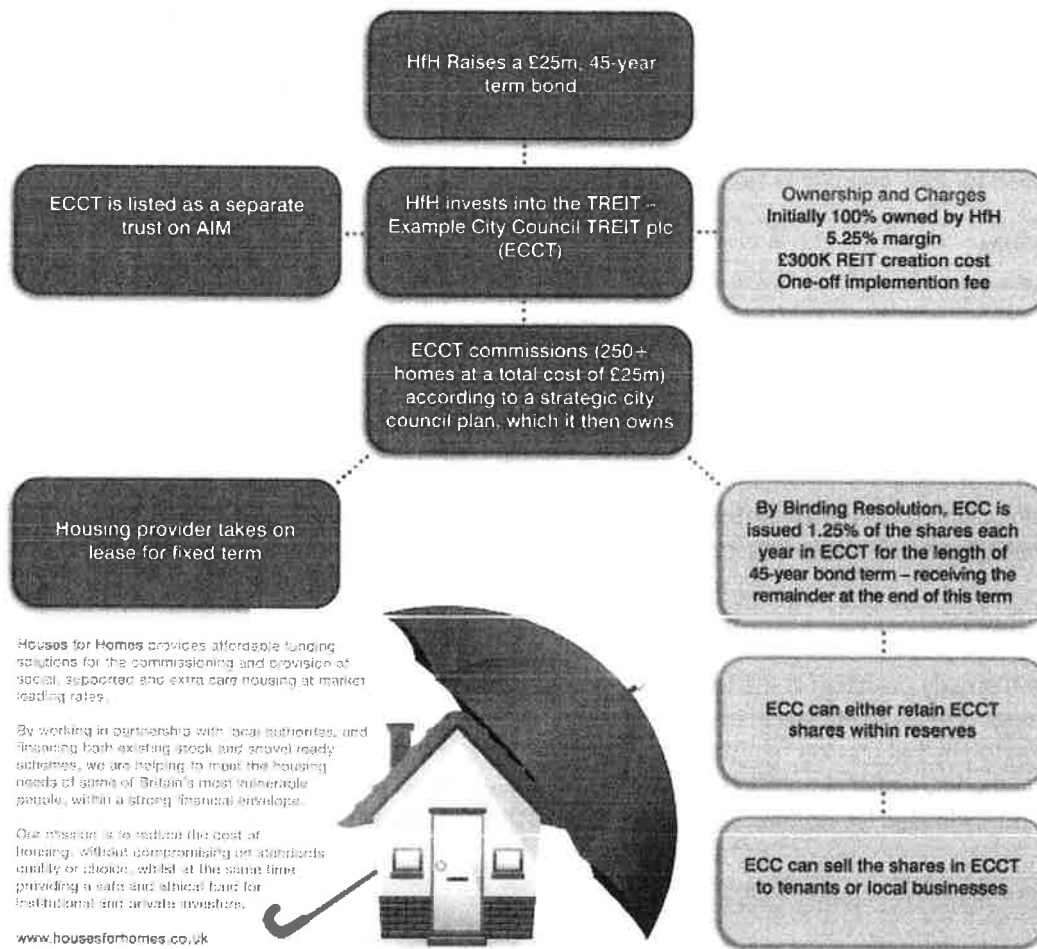 HfH Raises a £25m, 45-year
term bond
ECCT is listed as a separate
trust on AIM
HfH invests into the TREIT –
Example City Council TREIT plc
(ECCT)
Ownership and Charges
Initially 100% owned by HfH
5.25% margin
£300K REIT creation cost
One-off implemention fee
ECCT commissions (250+
homes at a total cost of £25m)
according to a strategic city
council plan, which it then owns
Housing provider takes on
lease for fixed term
By Binding Resolution, ECC is
issued 1.25% of the shares each
year in ECCT for the length of
45-year bond term – receiving the
remainder at the end of this term
ECC can either retain ECCT
shares within reserves
ECC can sell the shares in ECCT
to tenants or local businesses
Houses for Homes provides affordable funding
solutions for the commissioning and provision of
social, supported and extra care housing at market
leading rates.
By working in partnership with local authorites, and
financing both existing stock and shovel ready
schemes, we are helping to meet the housing
needs of some of Britain's most vulnerable
people, within a strong financial envelope.
Our mission is to reduce the cost of
housing, without compromising on standards
quality or choice, whilst at the same time
providing a safe and ethical fund for
institutional and private investors.
www.housesforhomes.co.uk